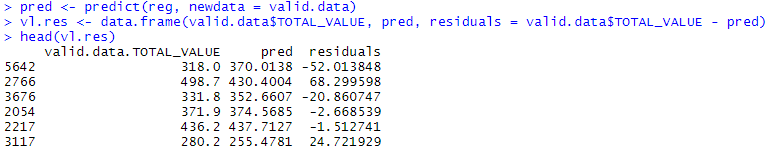 > pred <- predict(reg, newdata = valid.data)
> vl.res <- data.frame(valid.data$TOTAL_VALUE, pred, residuals = valid.data$TOTAL_VALUE - pred)
> head(vl.res)
valid.data.TOTAL_VALUE pred residuals
5642 318.0 370.0138 -52.013848
2766 498.7 430.4004 68.299598
3676 331.8 352.6607 -20.860747
2054 371.9 374.5685 -2.668539
2217 436.2 437.7127 -1.512741
3117 280.2 255.4781 24.721929